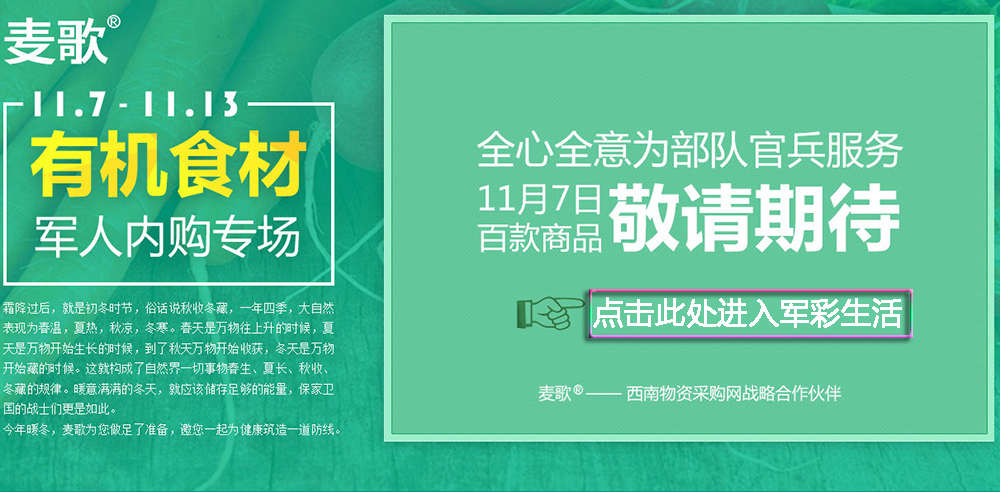 麦歌®
11.7 - 11.13
有机食材
军人内购专场
霜降过后，就是初冬时节，俗话说秋收冬藏，一年四季，大自然
表现为春温，夏热，秋凉，冬寒。春天是万物往上升的时候，夏
天是万物开始生长的时候，到了秋天万物开始收获，冬天是万物
开始藏的时候。这就构成了自然界一切事物春生、夏长、秋收、
冬藏的规律。暖意满满的冬天，就应该储存足够的能量，保家卫
国的战士们更是如此。
今年暖冬，麦歌为您做足了准备，邀您一起为健康筑造一道防线。
全心全意为部队官兵服务
11月7日
百款商品
敬请期待
点击此处进入军彩生活
麦歌®—— 西南物资采购网战略合作伙伴